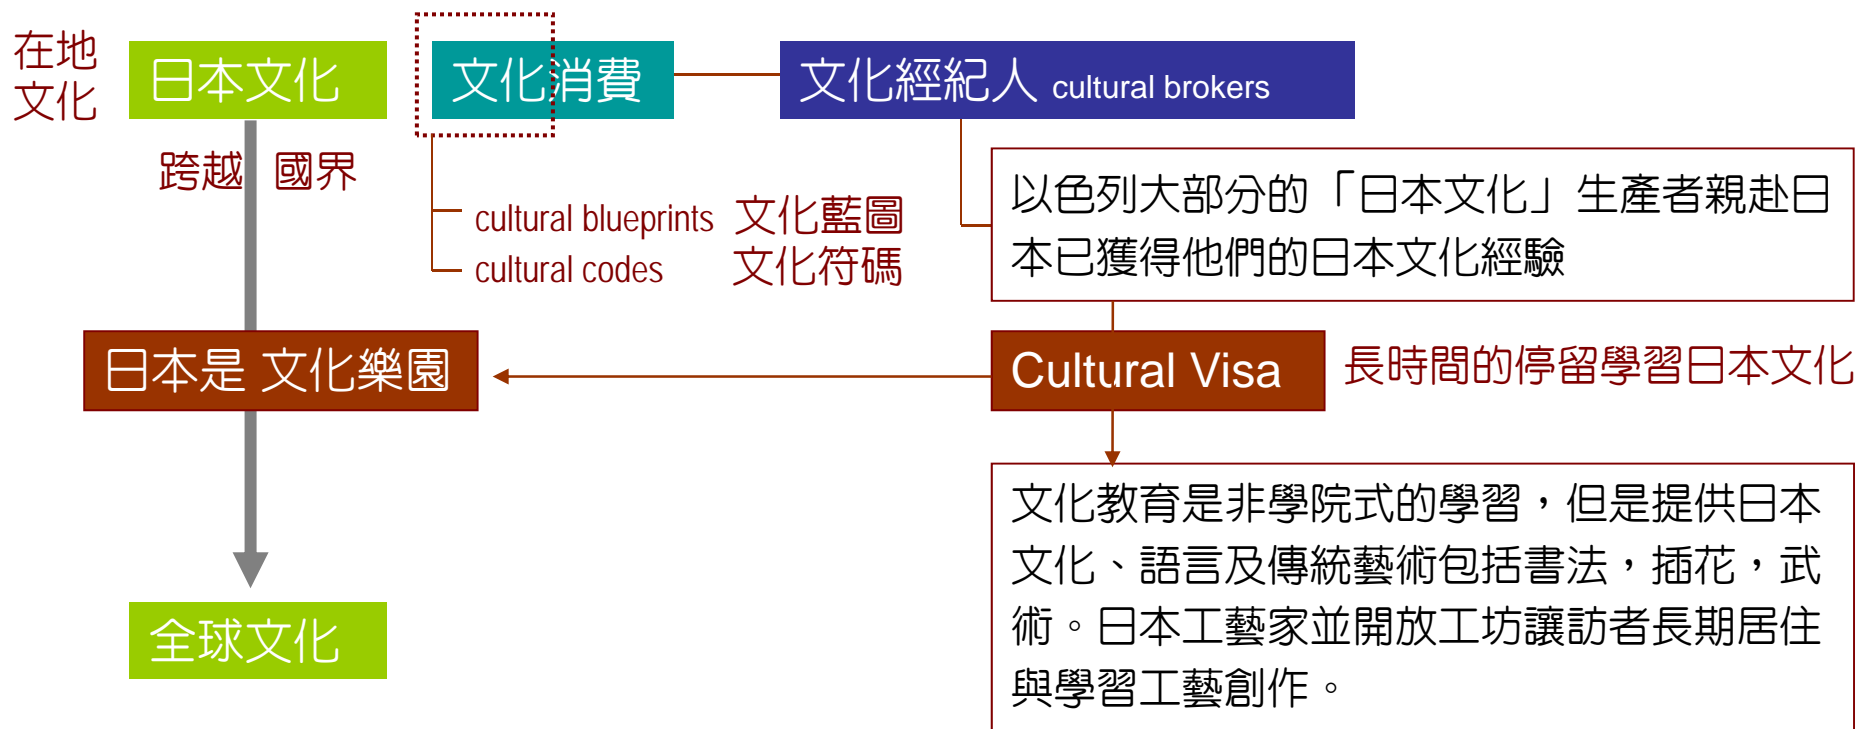 在地
文化
日本文化
文化消費
文化經紀人 cultural brokers
跨越 國界
cultural blueprints 文化藍圖
cultural codes 文化符碼
以色列大部分的「日本文化」生產者親赴日
本已獲得他們的日本文化經驗
日本是 文化樂園
Cultural Visa
長時間的停留學習日本文化
文化教育是非學院式的學習，但是提供日本
文化、語言及傳統藝術包括書法，插花，武
術。日本工藝家並開放工坊讓訪者長期居住
與學習工藝創作。
全球文化